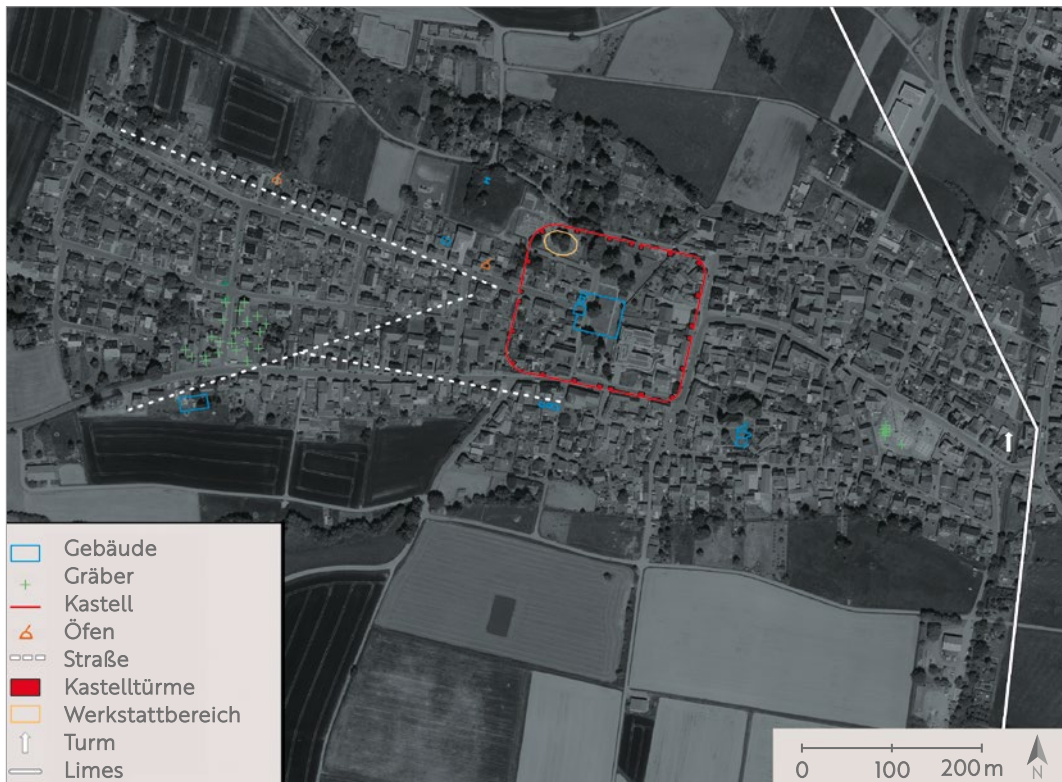 Gebäude
Gräber
Kastell
Öfen
Straße
Kastelltürme
Werkstattbereich
Turm
Limes
0 100 200 m
N